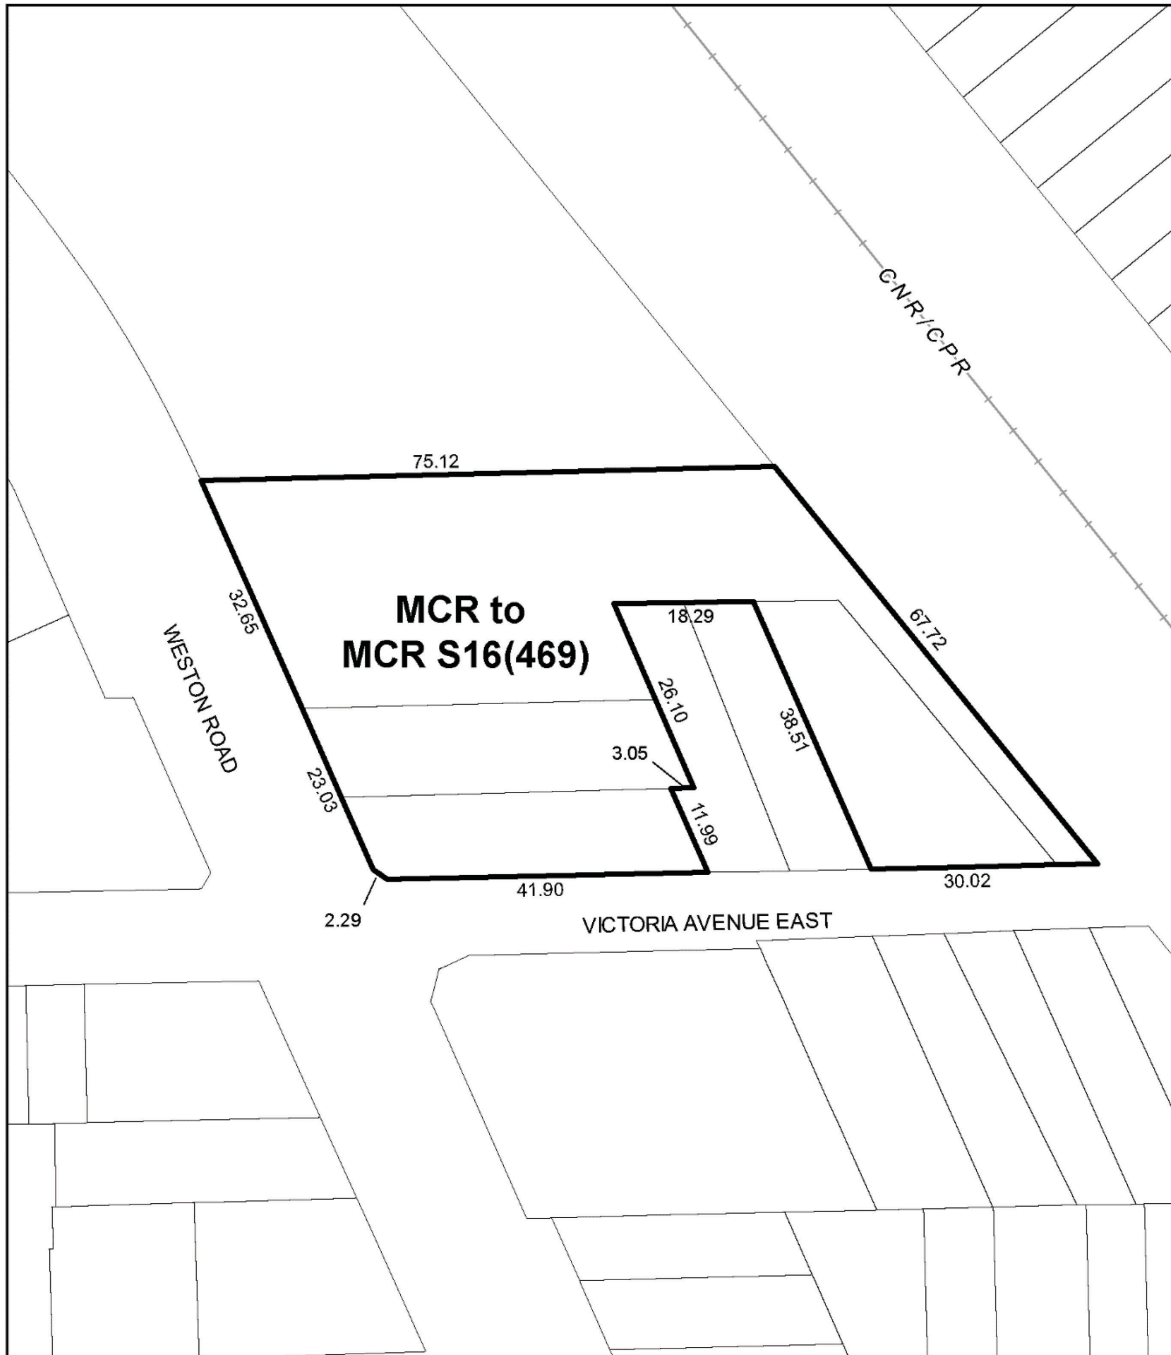 C-N-R-/-C-P-R
75.12
32.65
MCR to
MCR S16(469)
18.29
67.72
WESTON ROAD
26.10
38.51
3.05
23.03
11.99
41.90
30.02
2.29
VICTORIA AVENUE EAST